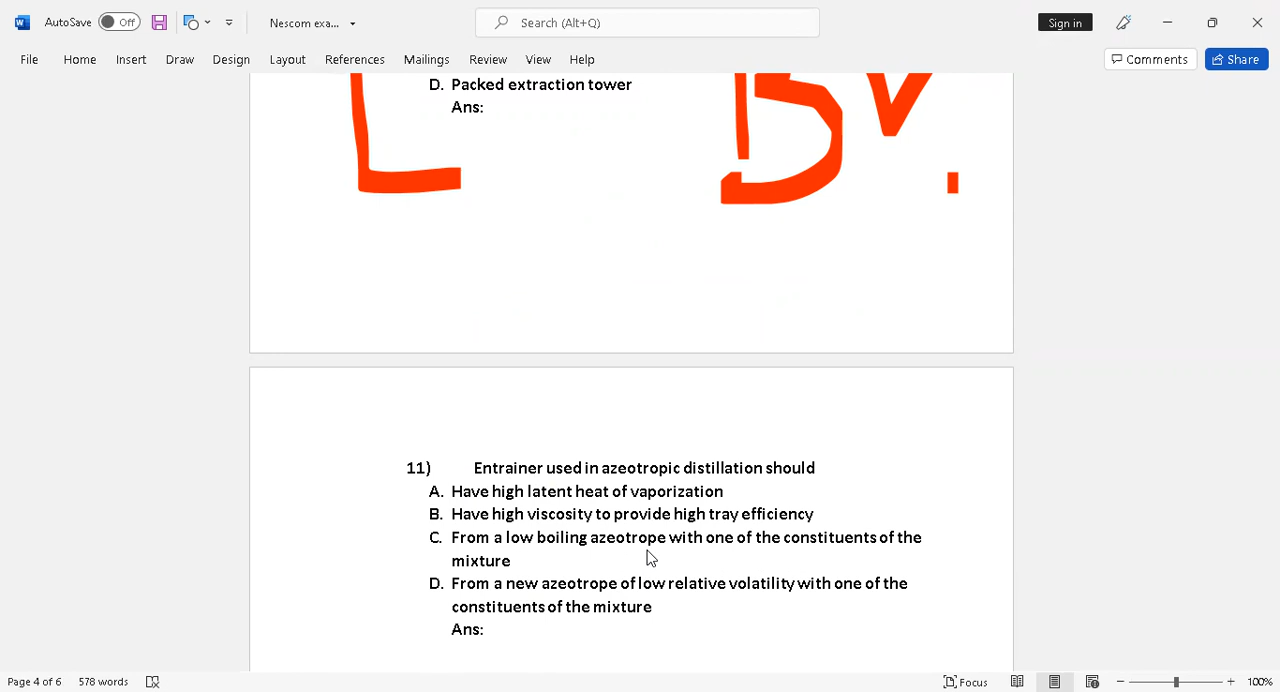 AutoSave Off Nescom exa... Search (Alt+Q) Sign in
File Home Insert Draw Design Layout References Mailings Review View Help Comments Share
D. Packed extraction tower
Ans:
11) Entrainer used in azeotropic distillation should
A. Have high latent heat of vaporization
B. Have high viscosity to provide high tray efficiency
C. From a low boiling azeotrope with one of the constituents of the
mixture
D. From a new azeotrope of low relative volatility with one of the
constituents of the mixture
Ans:
Page 4 of 6 578 words Focus 100%